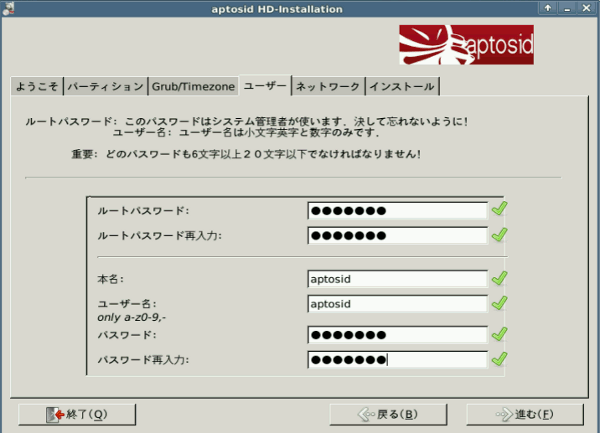 aptosid HD-Installation
aptosid
ようこそ パーティション Grub/Timezone ユーザー ネットワーク インストール
ルートパスワード: このパスワードはシステム管理者が使います. 決して忘れないように!
ユーザー名: ユーザー名は小文字英字と数字のみです.
重要: どのパスワードも6文字以上２０文字以下でなければなりません!
ルートパスワード: ●●●●●●●
ルートパスワード再入力: ●●●●●●●
本名: aptosid
ユーザー名: aptosid
only a-z0-9,-
パスワード: ●●●●●●●
パスワード再入力: ●●●●●●●
終了(Q) 戻る(B) 進む(F)